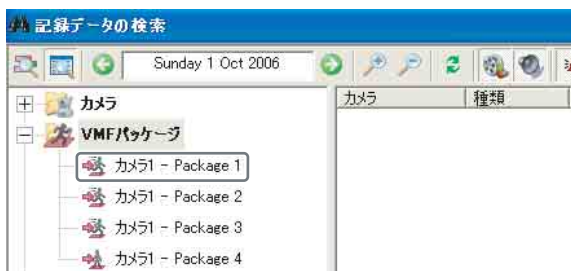 記録データの検索
Sunday 1 Oct 2006
カメラ
VMFパッケージ
カメラ1 - Package 1
カメラ1 - Package 2
カメラ1 - Package 3
カメラ1 - Package 4
カメラ 種類